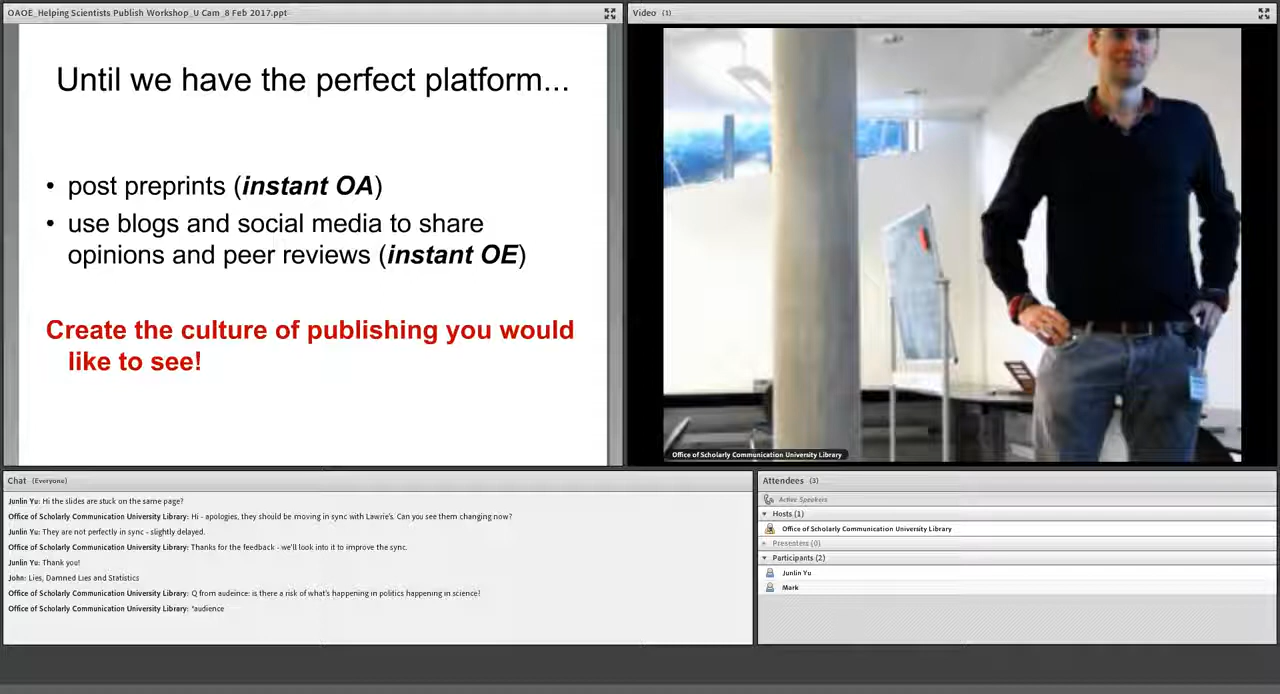 OAOE_Helping Scientists Publish Workshop_U Cam_8 Feb 2017.ppt
Until we have the perfect platform...
• post preprints (instant OA)
• use blogs and social media to share
opinions and peer reviews (instant OE)
Create the culture of publishing you would
like to see!
Video (1)
Office of Scholarly Communication University Library
Chat (Everyone)
Junlin Yu: Hi the slides are stuck on the same page?
Office of Scholarly Communication University Library: Hi - apologies, they should be moving in sync with Lawrie's. Can you see them changing now?
Junlin Yu: They are not perfectly in sync - slightly delayed.
Office of Scholarly Communication University Library: Thanks for the feedback - we'll look into it to improve the sync.
Junlin Yu: Thank you!
John: Lies, Damned Lies and Statistics
Office of Scholarly Communication University Library: Q from audeince: is there a risk of what's happening in politics happening in science?
Office of Scholarly Communication University Library: *audience
Attendees (3)
Active Speakers
Hosts (1)
Office of Scholarly Communication University Library
Presenters (0)
Participants (2)
Junlin Yu
Mark